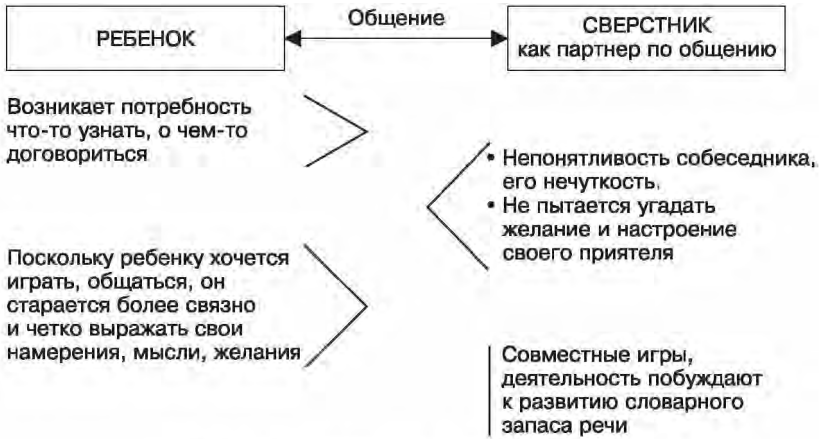 РЕБЕНОК
Общение
СВЕРСТНИК
как партнер по общению
Возникает потребность
что-то узнать, о чем-то
договориться
• Непонятливость собеседника,
его нечуткость.
• Не пытается угадать
желание и настроение
своего приятеля
Поскольку ребенку хочется
играть, общаться, он
старается более связно
и четко выражать свои
намерения, мысли, желания
Совместные игры,
деятельность побуждают
к развитию словарного
запаса речи